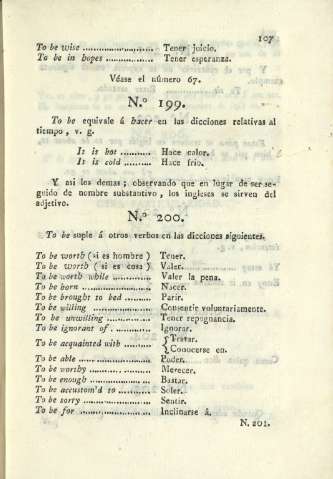 107
To be wise ........................ Tener juicio.
To be in hopes ................ Tener esperanza.
Véase el número 67.
N.º 199.
To be equivale á hacer en las dicciones relativas al
tiempo, v. g.
Iz is hot .......... Hace calor.
Iz is cold ......... Hace frio.
Y asi los demas; observando que en lugar de ser se-
guido de nombre substantivo, los ingleses se sirven del
adjetivo.
N.º 200.
To be suple á otros verbos en las dicciones siguientes.
To be worth (si es hombre) Tener.
To be worth (si es cosa) Valer.
To be worth while ............. Valer la pena.
To be born ....................... Nacer.
To be brought to bed ......... Parir.
To be willing .................... Consentir voluntariamente.
To be unwilling ................ Tener repugnancia.
To be ignorant of ............ Ignorar.
To be acquainted with ......... { Tratar.
Conocerse en.
To be able ........................ Poder.
To be worthy .................... Merecer.
To be enough .................... Bastar.
To be accustom'd to .......... Soler.
To be sorry ...................... Sentir.
To be for ........................ Inclinarse á.
N. 201.